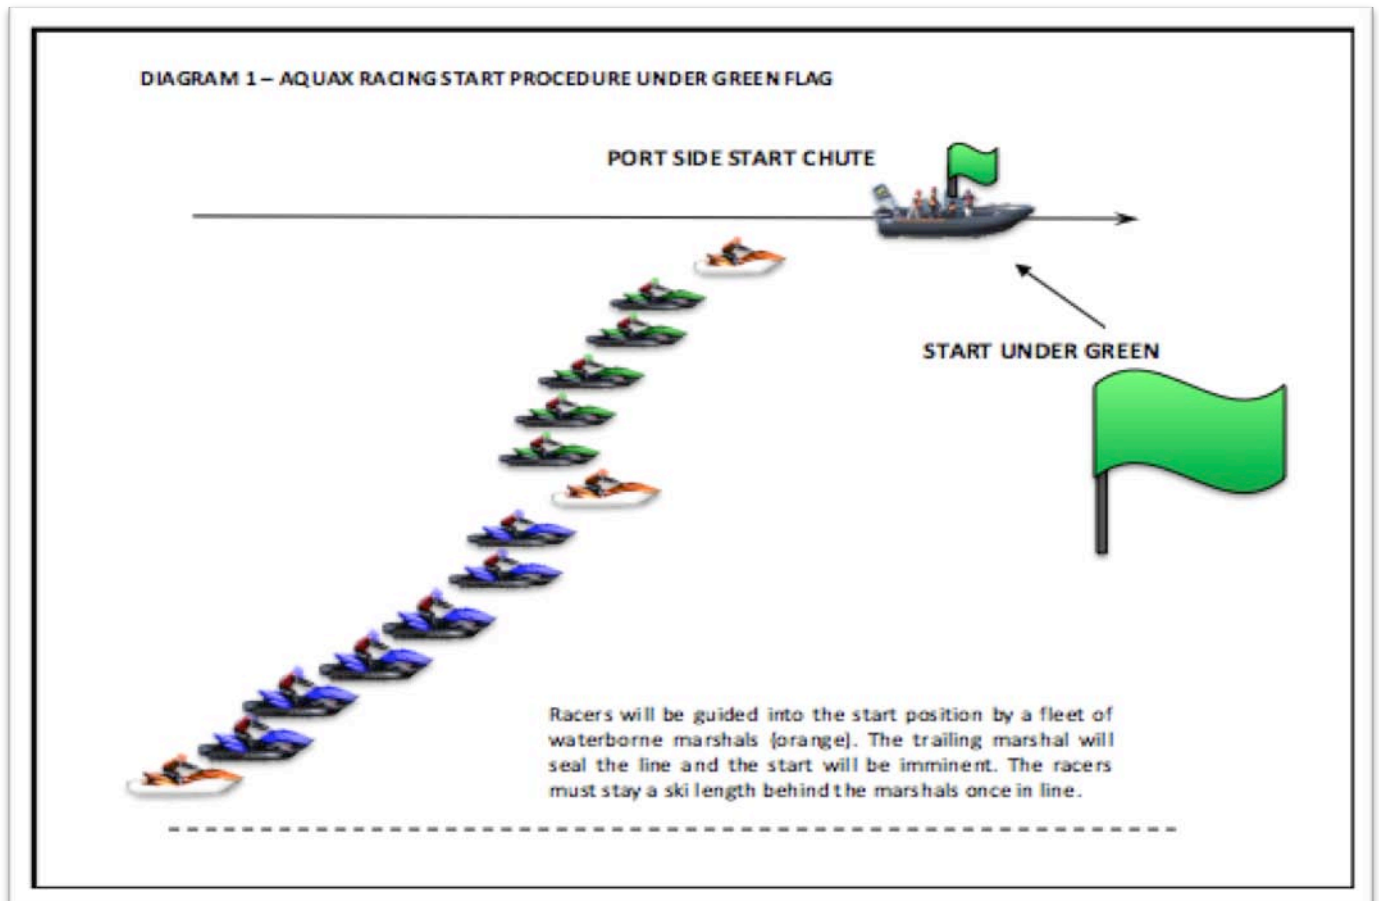 DIAGRAM 1 – AQUAX RACING START PROCEDURE UNDER GREEN FLAG
PORT SIDE START CHUTE
START UNDER GREEN
Racers will be guided into the start position by a fleet of
waterborne marshals (orange). The trailing marshal will
seal the line and the start will be imminent. The racers
must stay a ski length behind the marshals once in line.